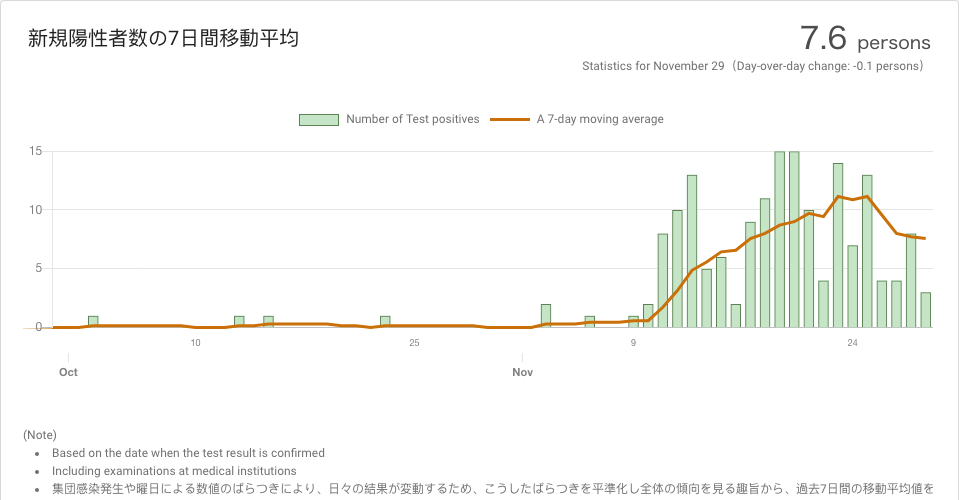 新規陽性者数の7日間移動平均
7.6 persons
Statistics for November 29（Day-over-day change: -0.1 persons）
Number of Test positives
A 7-day moving average
15
10
5
0
10
25
9
24
Oct
Nov
(Note)
• Based on the date when the test result is confirmed
• Including examinations at medical institutions
• 集団感染発生や曜日による数値のばらつきにより、日々の結果が変動するため、こうしたばらつきを平準化し全体の傾向を見る趣旨から、過去7日間の移動平均値を